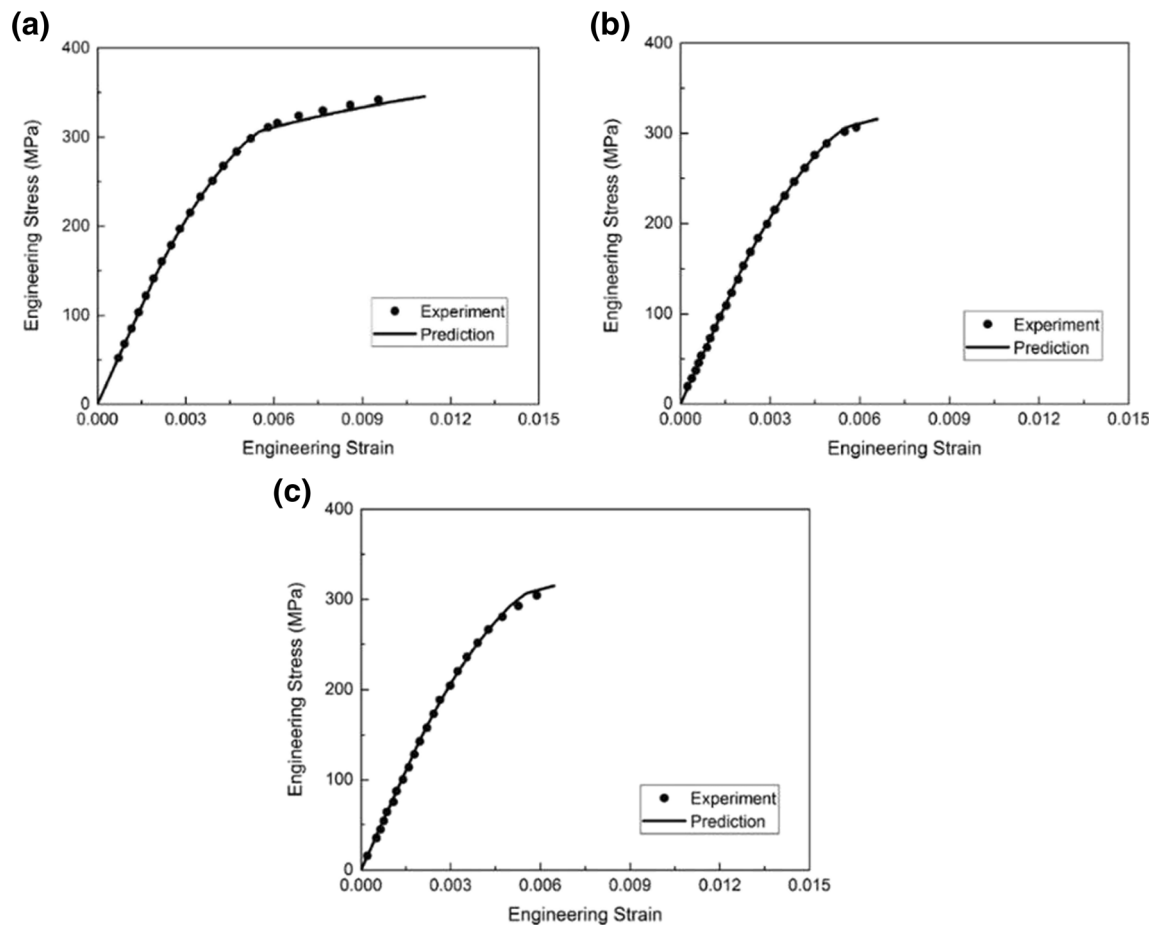 (a)
400
300
200
100
0
Engineering Stress (MPa)
Experiment
Prediction
0.000 0.003 0.006 0.009 0.012 0.015
Engineering Strain
(b)
400
300
200
100
0
Engineering Stress (MPa)
Experiment
Prediction
0.000 0.003 0.006 0.009 0.012 0.015
Engineering Strain
(c)
400
300
200
100
0
Engineering Stress (MPa)
Experiment
Prediction
0.000 0.003 0.006 0.009 0.012 0.015
Engineering Strain